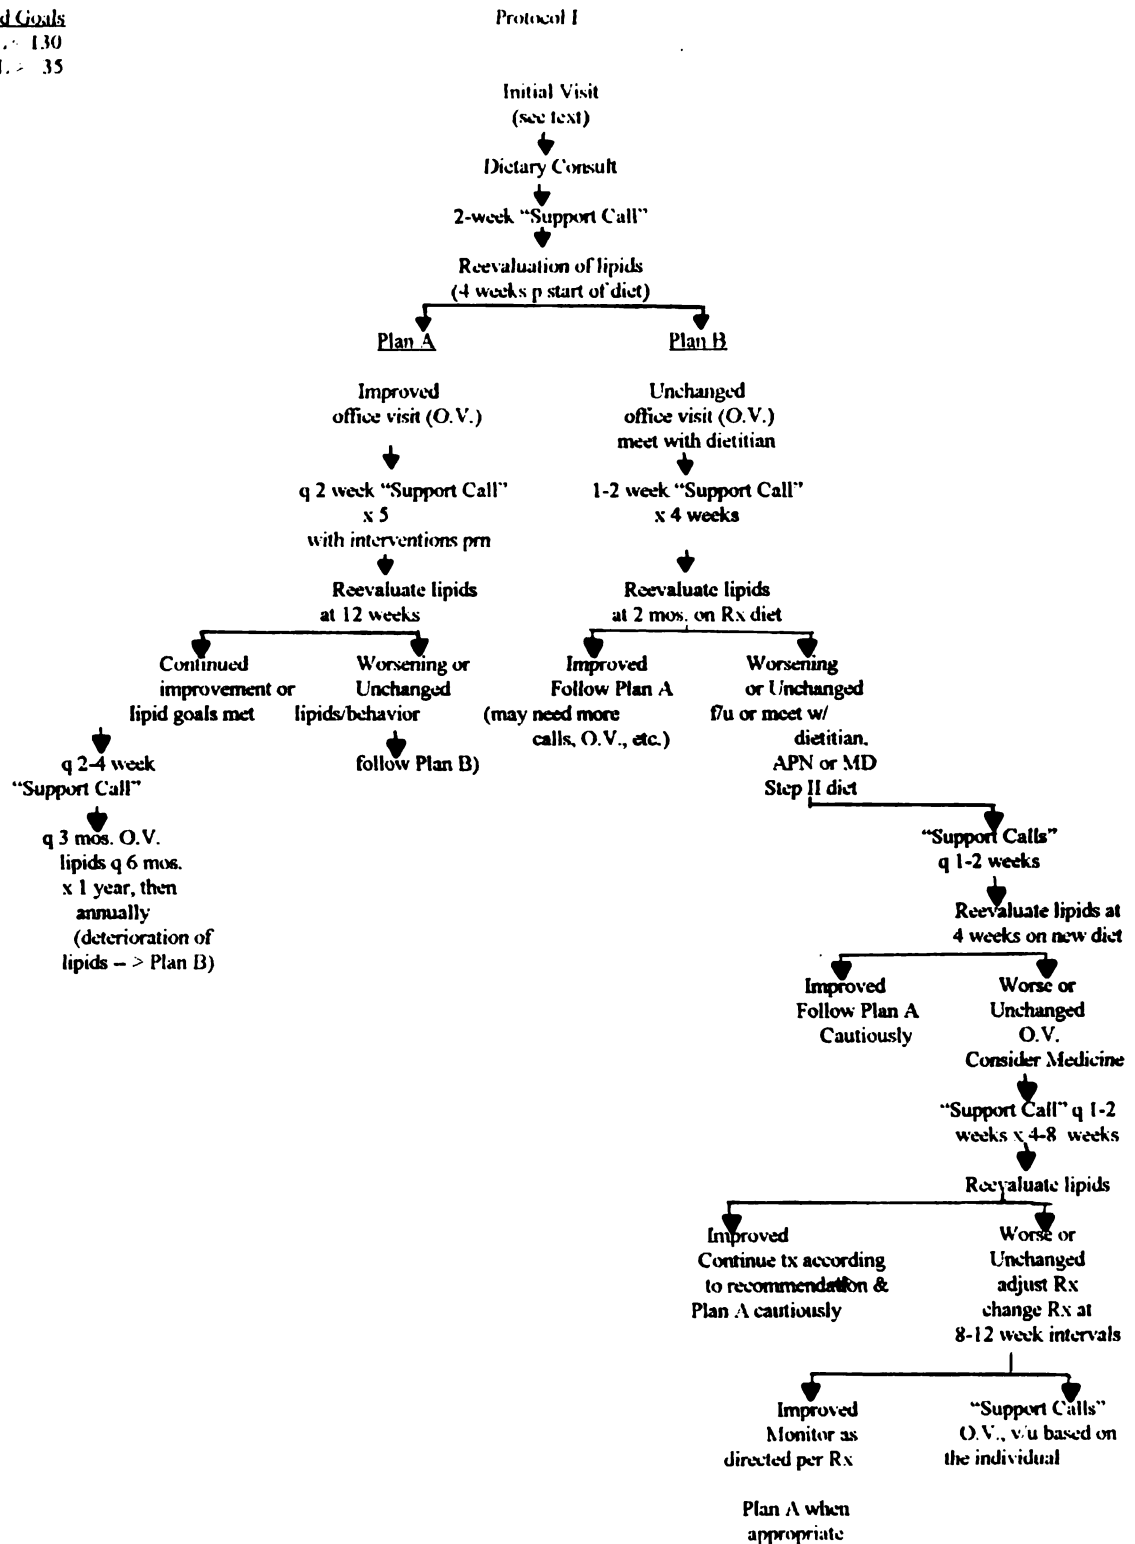 d Goals
130
35
Protocol I
Initial Visit
(see text)
Dietary Consult
2-week “Support Call”
Reevaluation of lipids
(4 weeks p start of diet)
Plan A
Improved
office visit (O.V.)
q 2 week “Support Call”
x 5
with interventions prn
Reevaluate lipids
at 12 weeks
Continued
improvement or
lipid goals met
q 2-4 week
“Support Call”
q 3 mos. O.V.
lipids q 6 mos.
x 1 year, then
annually
(deterioration of
lipids – > Plan B)
Worsening or
Unchanged
lipids/behavior
follow Plan B)
Plan B
Unchanged
office visit (O.V.)
meet with dietitian
1-2 week “Support Call”
x 4 weeks
Reevaluate lipids
at 2 mos. on Rx diet
Improved
Follow Plan A
(may need more
calls, O.V., etc.)
Worsening
or Unchanged
f/u or meet w/
dietitian,
APN or MD
Step II diet
“Support Calls”
q 1-2 weeks
Reevaluate lipids at
4 weeks on new diet
Improved
Follow Plan A
Cautiously
Worse or
Unchanged
O.V.
Consider Medicine
“Support Call” q 1-2
weeks x 4-8 weeks
Reevaluate lipids
Improved
Continue tx according
to recommendation &
Plan A cautiously
Worse or
Unchanged
adjust Rx
change Rx at
8-12 week intervals
Improved
Monitor as
directed per Rx
Plan A when
appropriate
“Support Calls”
O.V., v/u based on
the individual